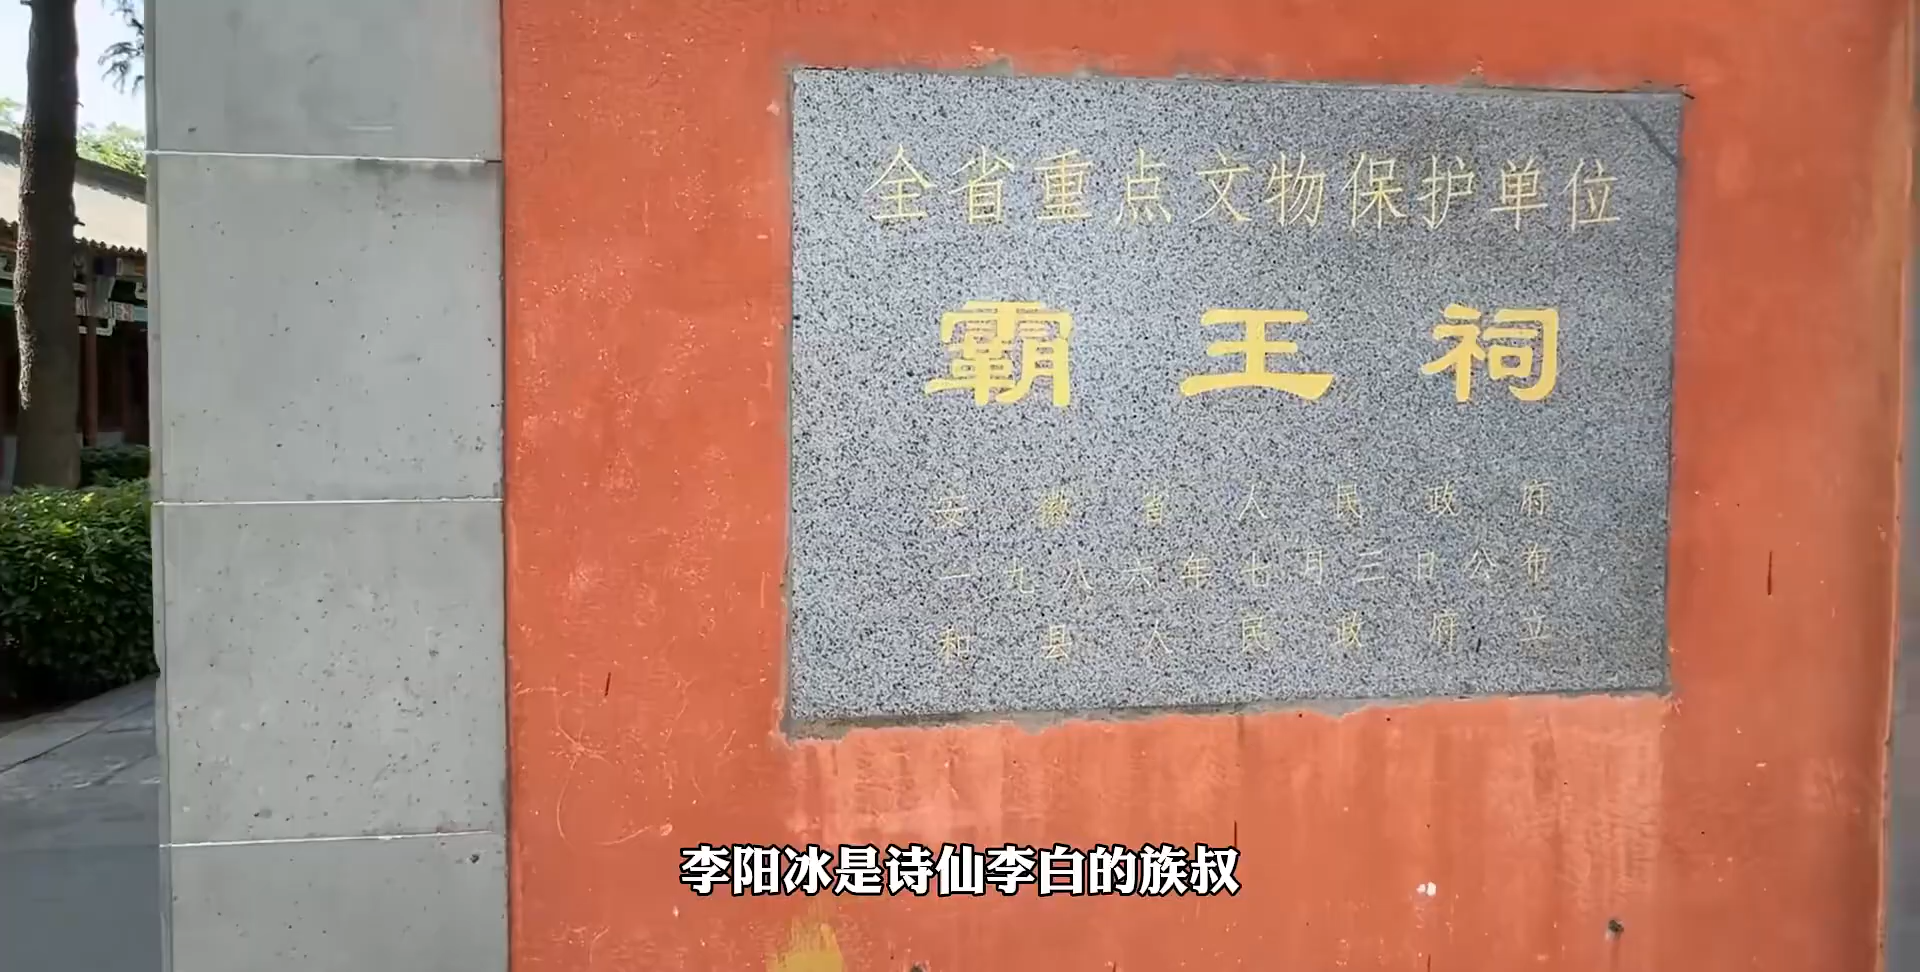 全省重点文物保护单位
霸王祠
安徽省人民政府
一九八六年七月三日公布
和县人民政府立
李阳冰是诗仙李白的族叔